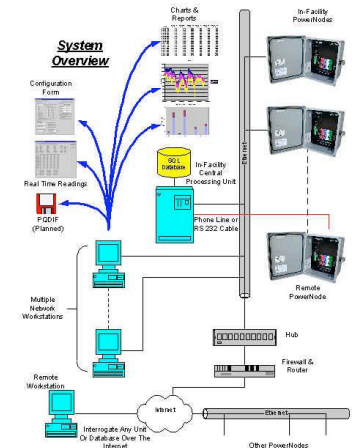 Charts &
Reports
In-Facility
PowerNodes
System
Overview
Configuration
Form
Real Time Readings
PQDIF
(Planned)
SQL
Database
In-Facility
Central
Processing Unit
Ethernet
Phone Line or
RS 232 Cable
Remote
PowerNode
Multiple
Network
Workstations
Hub
Firewall &
Router
Remote
Workstation
Internet
Ethernet
Interrogate Any Unit
Or Database Over The
Internet
Other PowerNodes